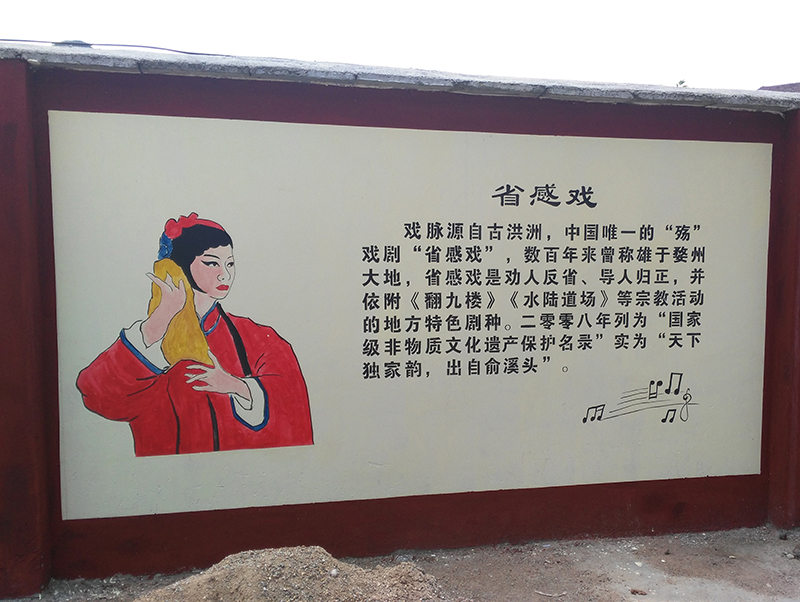 省感戏
戏脉源自古洪洲，中国唯一的“殇”
戏剧“省感戏”，数百年来曾称雄于婺州
大地，省感戏是劝人反省、导人归正，并
依附《翻九楼》《水陆道场》等宗教活动
的地方特色剧种。二零零八年列为“国家
级非物质文化遗产保护名录”实为“天下
独家韵，出自俞溪头”。